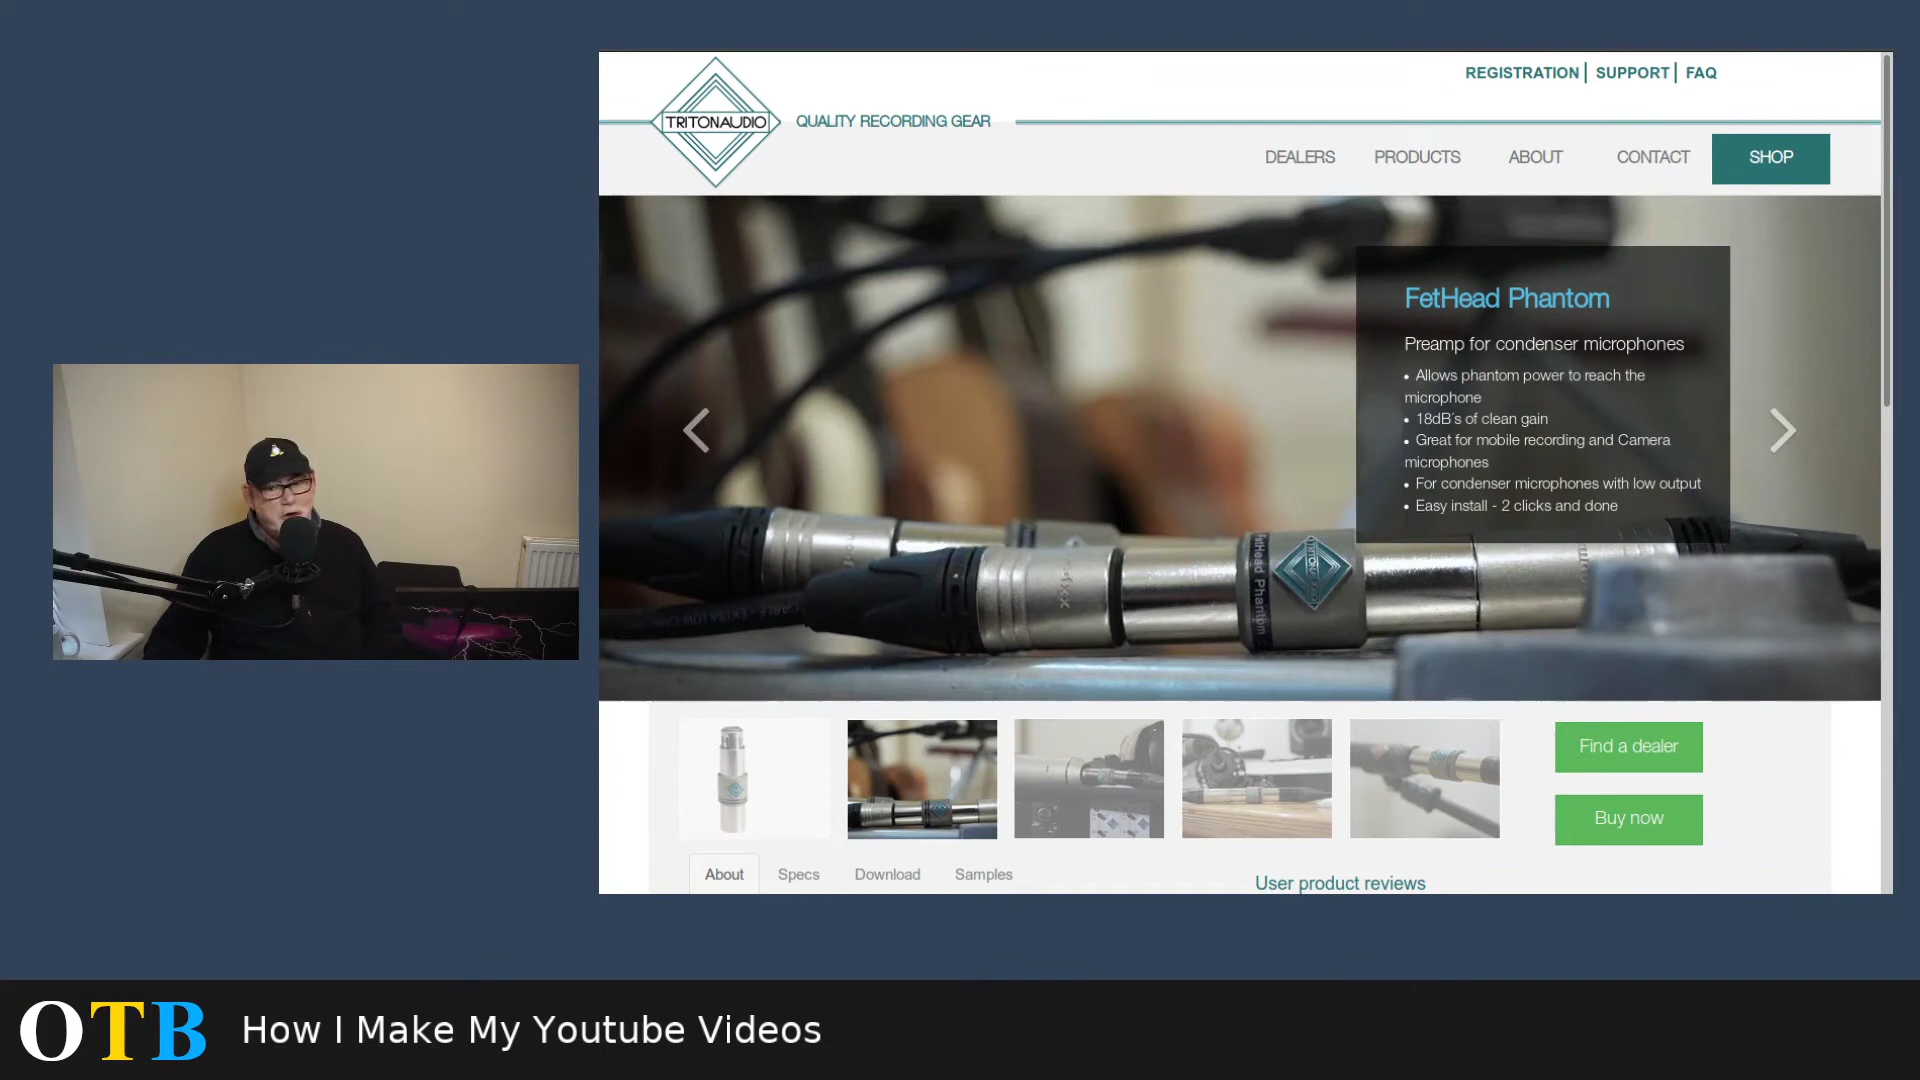 REGISTRATION SUPPORT FAQ
TRITONAUDIO QUALITY RECORDING GEAR
DEALERS PRODUCTS ABOUT CONTACT SHOP
FetHead Phantom
Preamp for condenser microphones
• Allows phantom power to reach the
microphone
• 18dB´s of clean gain
• Great for mobile recording and Camera
microphones
• For condenser microphones with low output
• Easy install - 2 clicks and done
FetHead Phantom
Find a dealer
Buy now
About Specs Download Samples
User product reviews
OTB How I Make My Youtube Videos